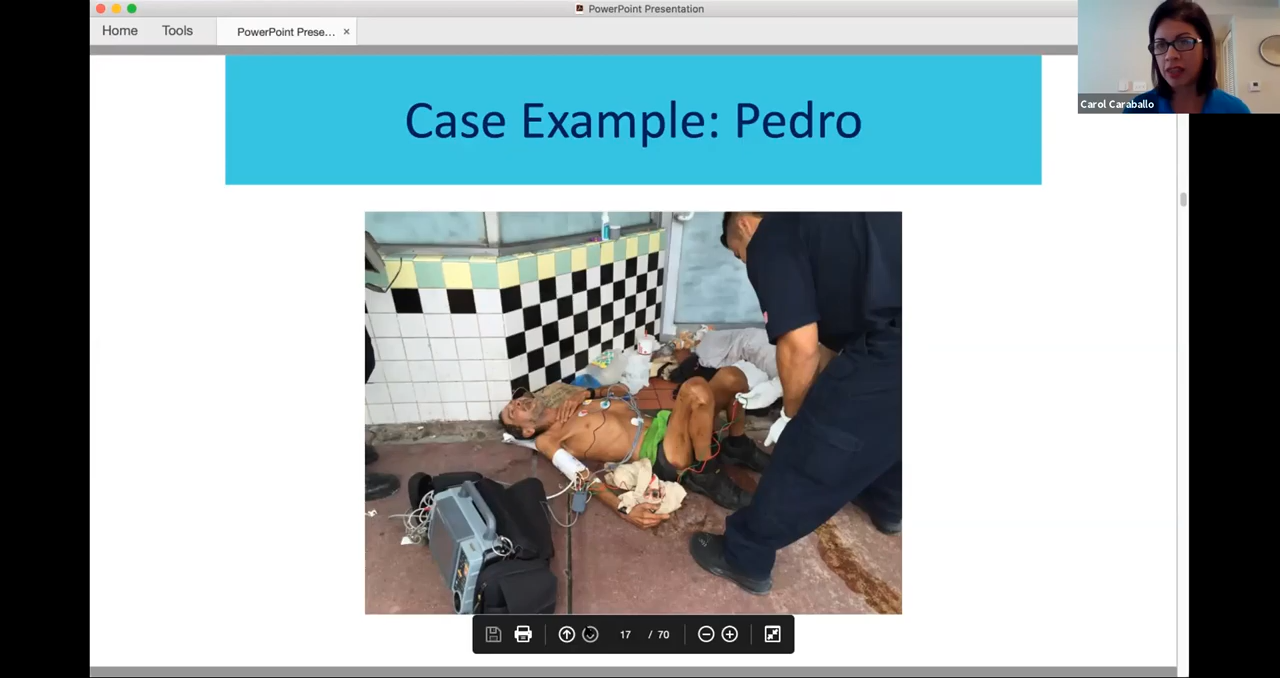 PowerPoint Presentation
Home
Tools
PowerPoint Prese...
Carol Caraballo
Case Example: Pedro
17 / 70